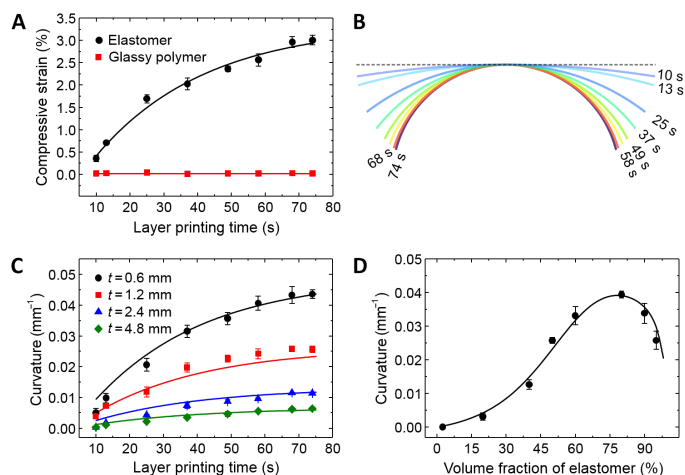 A
3.5
3.0
2.5
2.0
1.5
1.0
0.5
0.0
Compressive strain (%)
Elastomer
Glassy polymer
10 20 30 40 50 60 70 80
Layer printing time (s)
B
10 s
13 s
25 s
37 s
49 s
58 s
68 s
74 s
C
0.05
0.04
0.03
0.02
0.01
0.00
Curvature (mm⁻¹)
t = 0.6 mm
t = 1.2 mm
t = 2.4 mm
t = 4.8 mm
10 20 30 40 50 60 70 80
Layer printing time (s)
D
0.05
0.04
0.03
0.02
0.01
0.00
Curvature (mm⁻¹)
0 15 30 45 60 75 90
Volume fraction of elastomer (%)